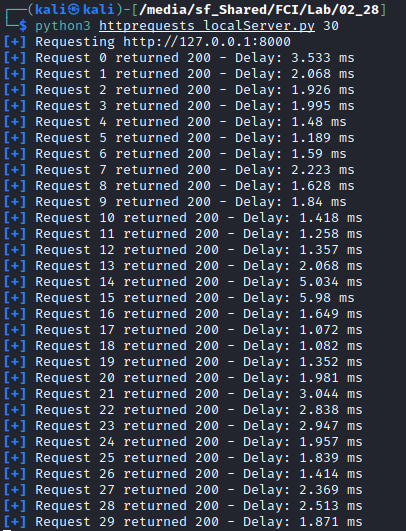 ┌──(kali㉿kali)-[/media/sf_Shared/FCI/Lab/02_28]
└─$ python3 httprequests_localServer.py 30
[+] Requesting http://127.0.0.1:8000
[+] Request 0 returned 200 - Delay: 3.533 ms
[+] Request 1 returned 200 - Delay: 2.068 ms
[+] Request 2 returned 200 - Delay: 1.926 ms
[+] Request 3 returned 200 - Delay: 1.995 ms
[+] Request 4 returned 200 - Delay: 1.48 ms
[+] Request 5 returned 200 - Delay: 1.189 ms
[+] Request 6 returned 200 - Delay: 1.59 ms
[+] Request 7 returned 200 - Delay: 2.223 ms
[+] Request 8 returned 200 - Delay: 1.628 ms
[+] Request 9 returned 200 - Delay: 1.84 ms
[+] Request 10 returned 200 - Delay: 1.418 ms
[+] Request 11 returned 200 - Delay: 1.258 ms
[+] Request 12 returned 200 - Delay: 1.357 ms
[+] Request 13 returned 200 - Delay: 2.068 ms
[+] Request 14 returned 200 - Delay: 5.034 ms
[+] Request 15 returned 200 - Delay: 5.98 ms
[+] Request 16 returned 200 - Delay: 1.649 ms
[+] Request 17 returned 200 - Delay: 1.072 ms
[+] Request 18 returned 200 - Delay: 1.082 ms
[+] Request 19 returned 200 - Delay: 1.352 ms
[+] Request 20 returned 200 - Delay: 1.981 ms
[+] Request 21 returned 200 - Delay: 3.044 ms
[+] Request 22 returned 200 - Delay: 2.838 ms
[+] Request 23 returned 200 - Delay: 2.947 ms
[+] Request 24 returned 200 - Delay: 1.957 ms
[+] Request 25 returned 200 - Delay: 1.839 ms
[+] Request 26 returned 200 - Delay: 1.414 ms
[+] Request 27 returned 200 - Delay: 2.369 ms
[+] Request 28 returned 200 - Delay: 2.513 ms
[+] Request 29 returned 200 - Delay: 1.871 ms